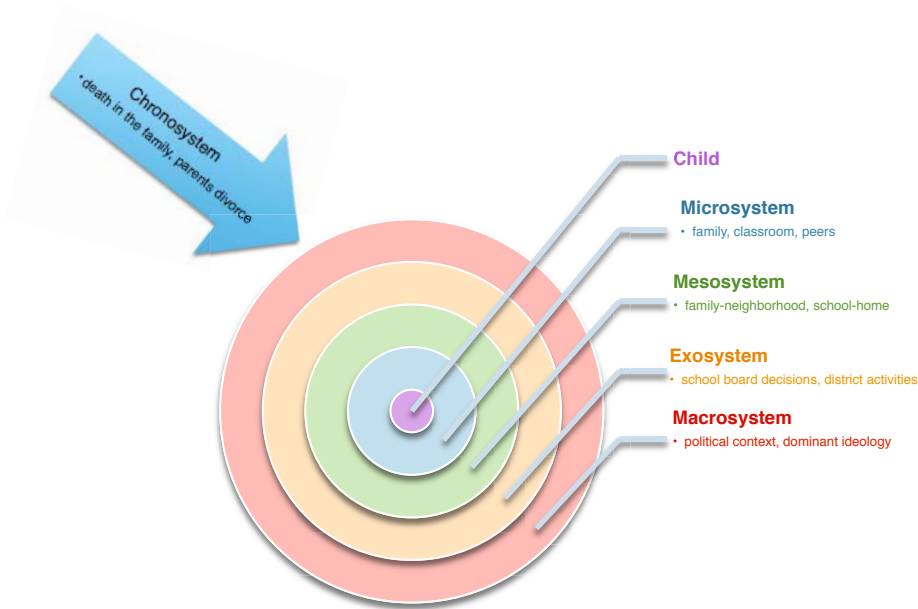 Chronosystem
• death in the family, parents divorce
Child
Microsystem
• family, classroom, peers
Mesosystem
• family-neighborhood, school-home
Exosystem
• school board decisions, district activities
Macrosystem
• political context, dominant ideology